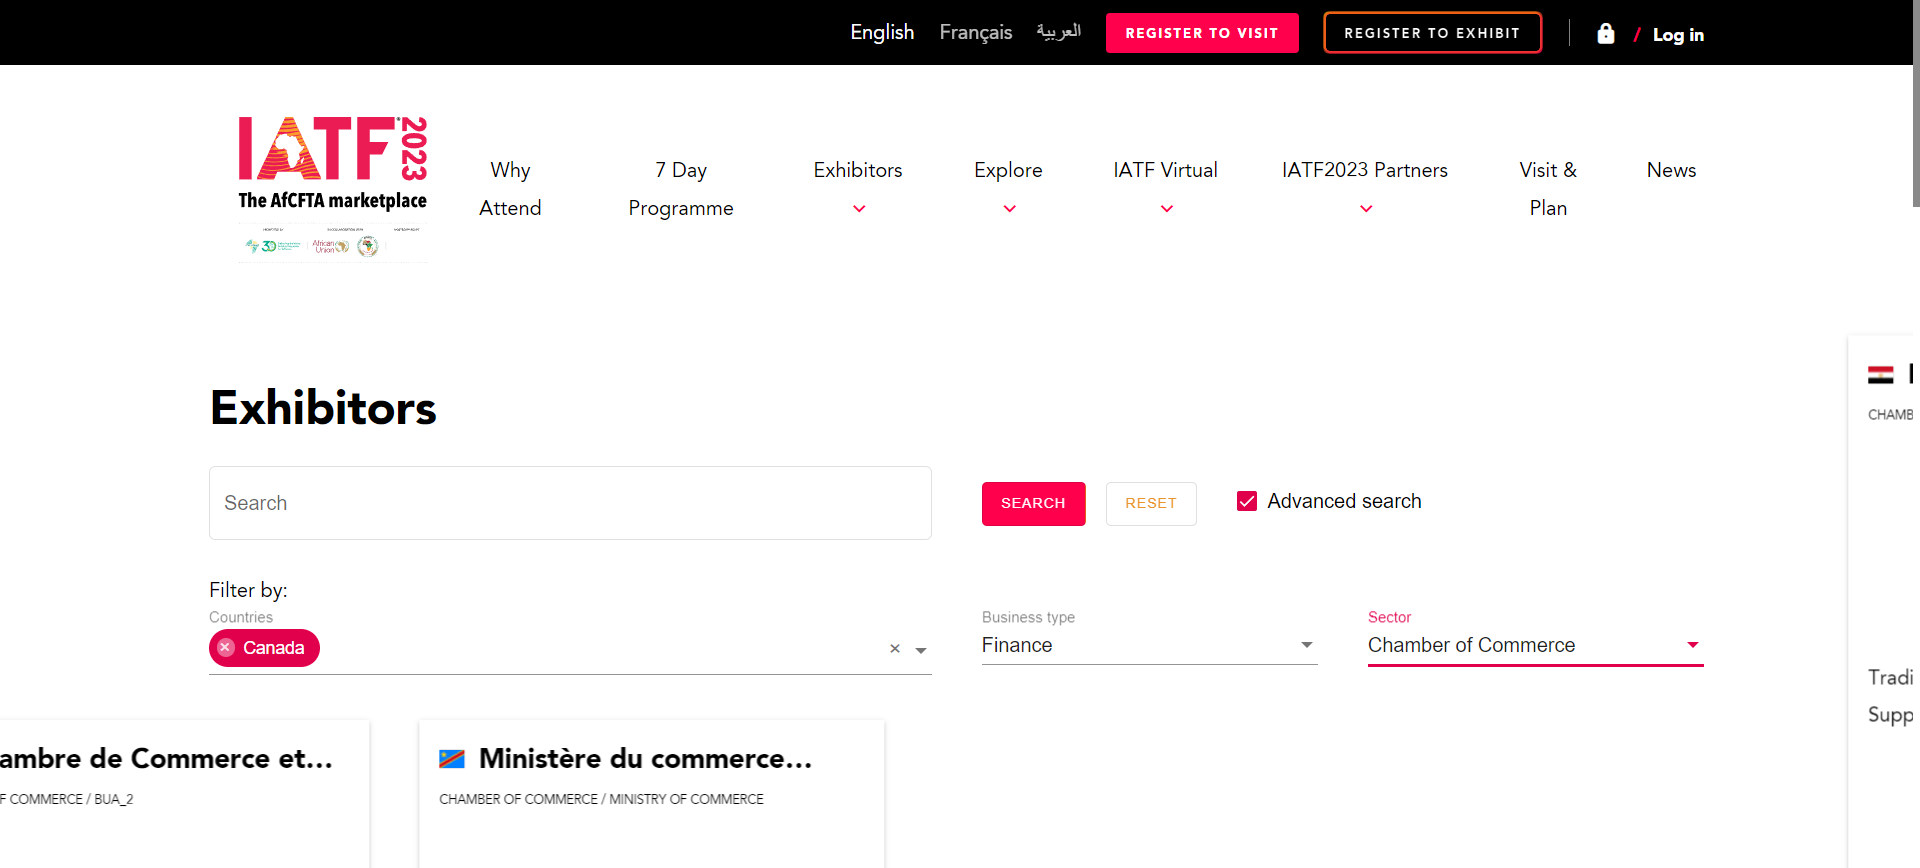 English Français العربية REGISTER TO VISIT REGISTER TO EXHIBIT / Log in
IATF 2023
The AfCFTA marketplace
African Union
Why Attend
7 Day Programme
Exhibitors
Explore
IATF Virtual
IATF2023 Partners
Visit & Plan
News
Exhibitors
Search
SEARCH
RESET
Advanced search
Filter by:
Countries
Canada
Business type
Finance
Sector
Chamber of Commerce
ambre de Commerce et...
F COMMERCE / BUA_2
Ministère du commerce...
CHAMBER OF COMMERCE / MINISTRY OF COMMERCE
CHAMB
Tradi
Supp